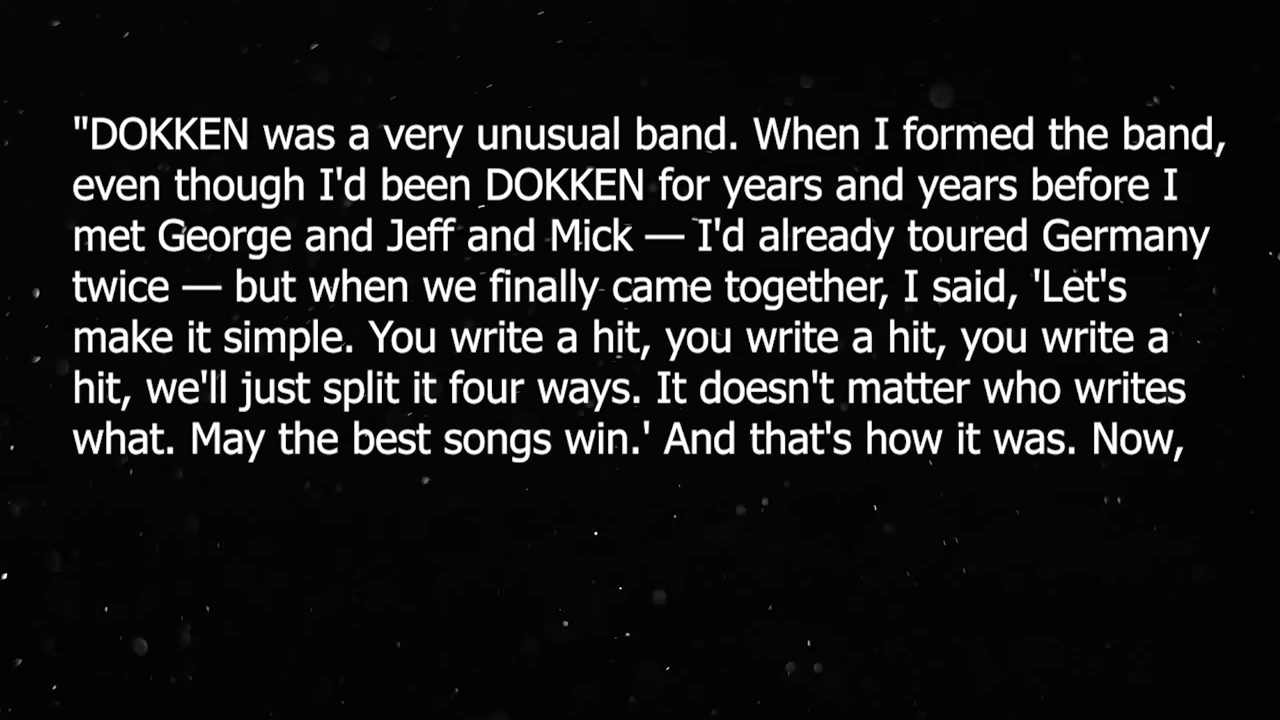 "DOKKEN was a very unusual band. When I formed the band,
even though I'd been DOKKEN for years and years before I
met George and Jeff and Mick — I'd already toured Germany
twice — but when we finally came together, I said, 'Let's
make it simple. You write a hit, you write a hit, you write a
hit, we'll just split it four ways. It doesn't matter who writes
what. May the best songs win.' And that's how it was. Now,